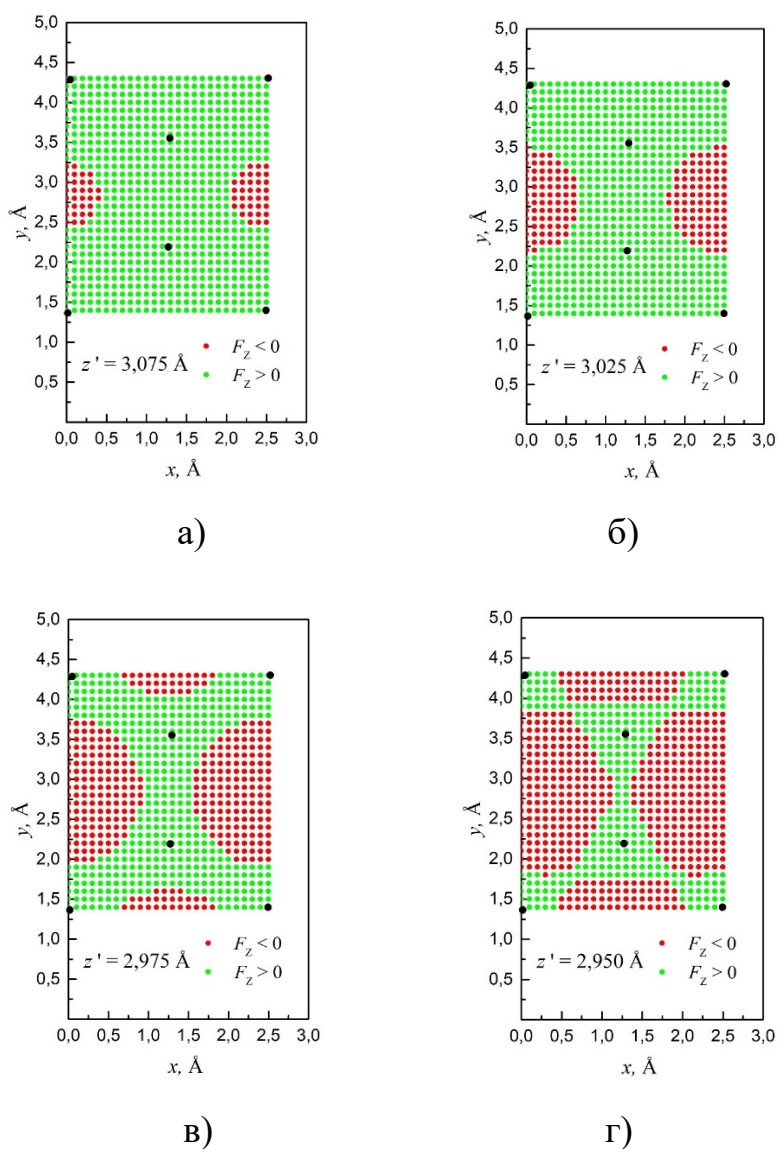 5,0
4,5
4,0
3,5
3,0
2,5
2,0
1,5
1,0
0,5
y, Å
z ' = 3,075 Å
F_Z < 0
F_Z > 0
0,0 0,5 1,0 1,5 2,0 2,5 3,0
x, Å
а)
5,0
4,5
4,0
3,5
3,0
2,5
2,0
1,5
1,0
0,5
y, Å
z ' = 3,025 Å
F_Z < 0
F_Z > 0
0,0 0,5 1,0 1,5 2,0 2,5 3,0
x, Å
б)
5,0
4,5
4,0
3,5
3,0
2,5
2,0
1,5
1,0
0,5
y, Å
z ' = 2,975 Å
F_Z < 0
F_Z > 0
0,0 0,5 1,0 1,5 2,0 2,5 3,0
x, Å
в)
5,0
4,5
4,0
3,5
3,0
2,5
2,0
1,5
1,0
0,5
y, Å
z ' = 2,950 Å
F_Z < 0
F_Z > 0
0,0 0,5 1,0 1,5 2,0 2,5 3,0
x, Å
г)